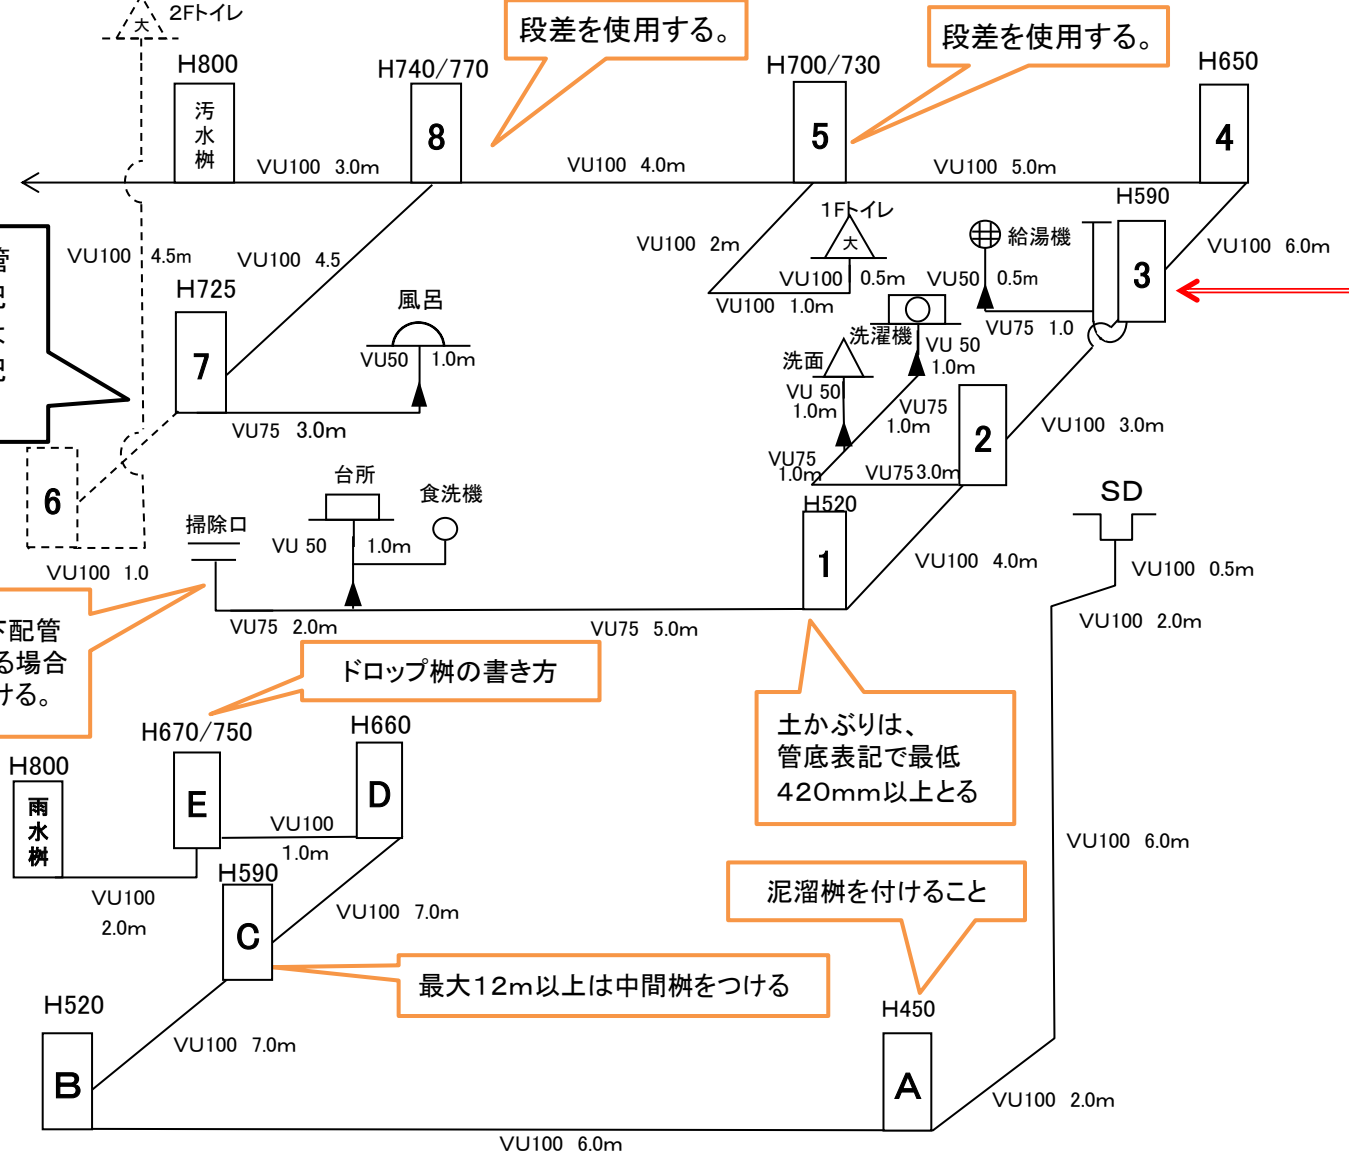 2Fトイレ
大
段差を使用する。
段差を使用する。
H800
H740/770
H700/730
H650
汚水桝
8
5
4
VU100 3.0m
VU100 4.0m
VU100 5.0m
H590
1Fトイレ
大
給湯機
3
VU100 6.0m
VU100 4.5m
VU100 4.5
VU100 2m
VU100 0.5m
VU50 0.5m
VU100 1.0m
VU75 1.0
管
記
H725
風呂
洗濯機
7
VU50 1.0m
洗面
VU 50
1.0m
VU 50
1.0m
VU75
1.0m
2
VU100 3.0m
VU75 3.0m
VU75
1.0m
VU75 3.0m
6
台所
食洗機
H520
SD
掃除口
VU 50 1.0m
1
VU100 4.0m
VU100 0.5m
VU100 1.0
VU75 2.0m
VU75 5.0m
VU100 2.0m
下配管
る場合
ける。
ドロップ桝の書き方
土かぶりは、
管底表記で最低
420mm以上とる
H670/750
H660
H800
雨水桝
E
D
VU100
1.0m
VU100 6.0m
H590
VU100
2.0m
C
VU100 7.0m
泥溜桝を付けること
最大12m以上は中間桝をつける
H520
H450
B
VU100 7.0m
A
VU100 2.0m
VU100 6.0m